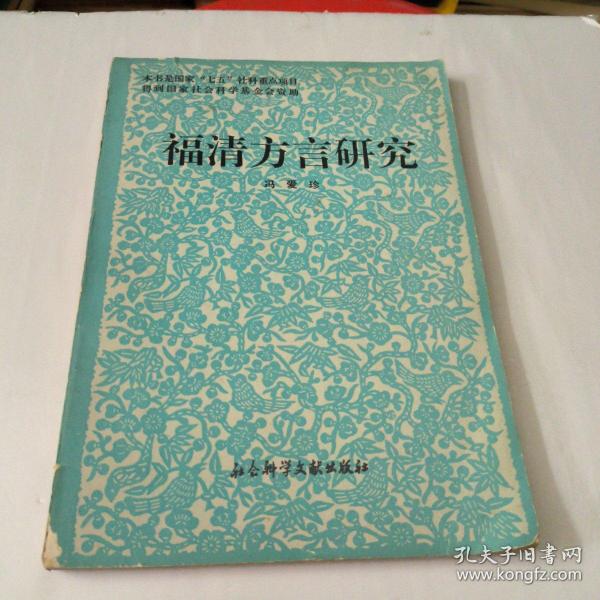 本书是国家“七五”社科重点项目
得到国家社会科学基金会资助
福清方言研究
冯爱珍
社会科学文献出版社
孔夫子旧书网
www.kongfz.com